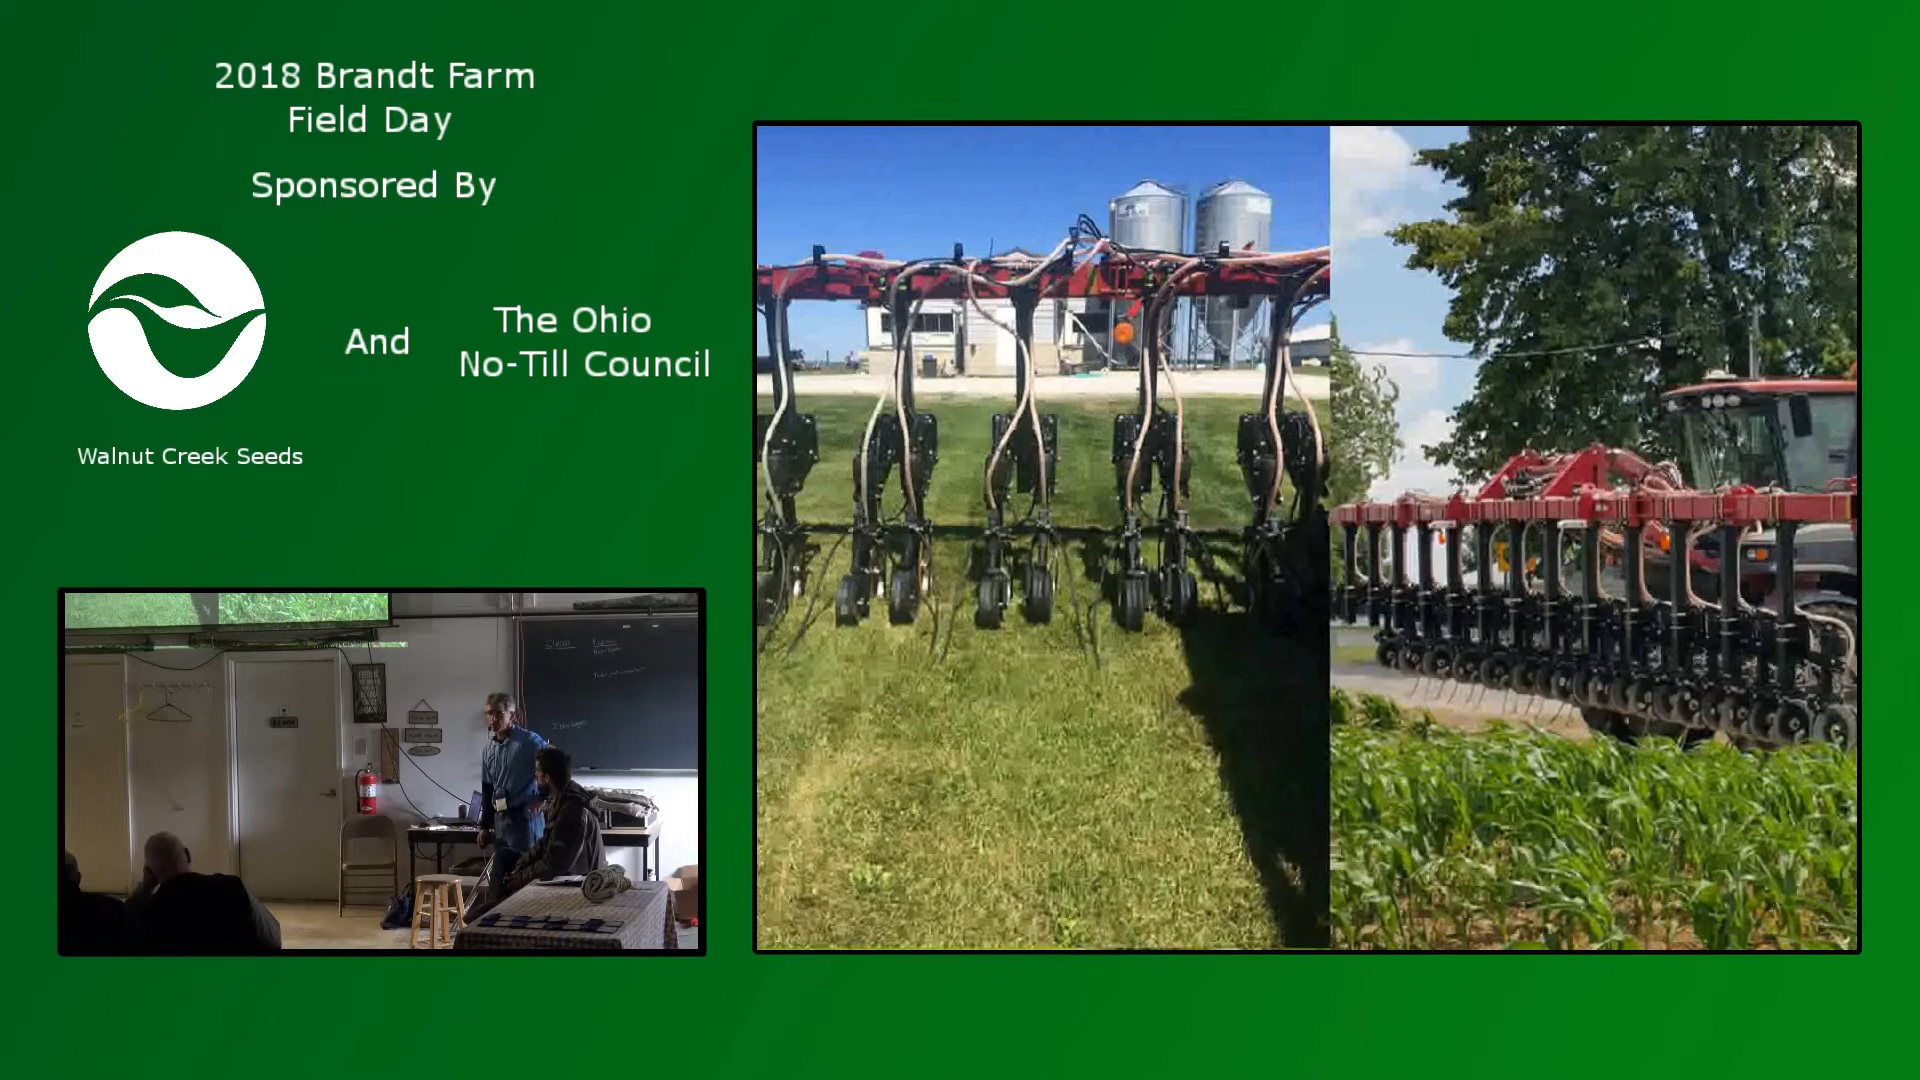 2018 Brandt Farm
Field Day
Sponsored By
And
The Ohio
No-Till Council
Walnut Creek Seeds